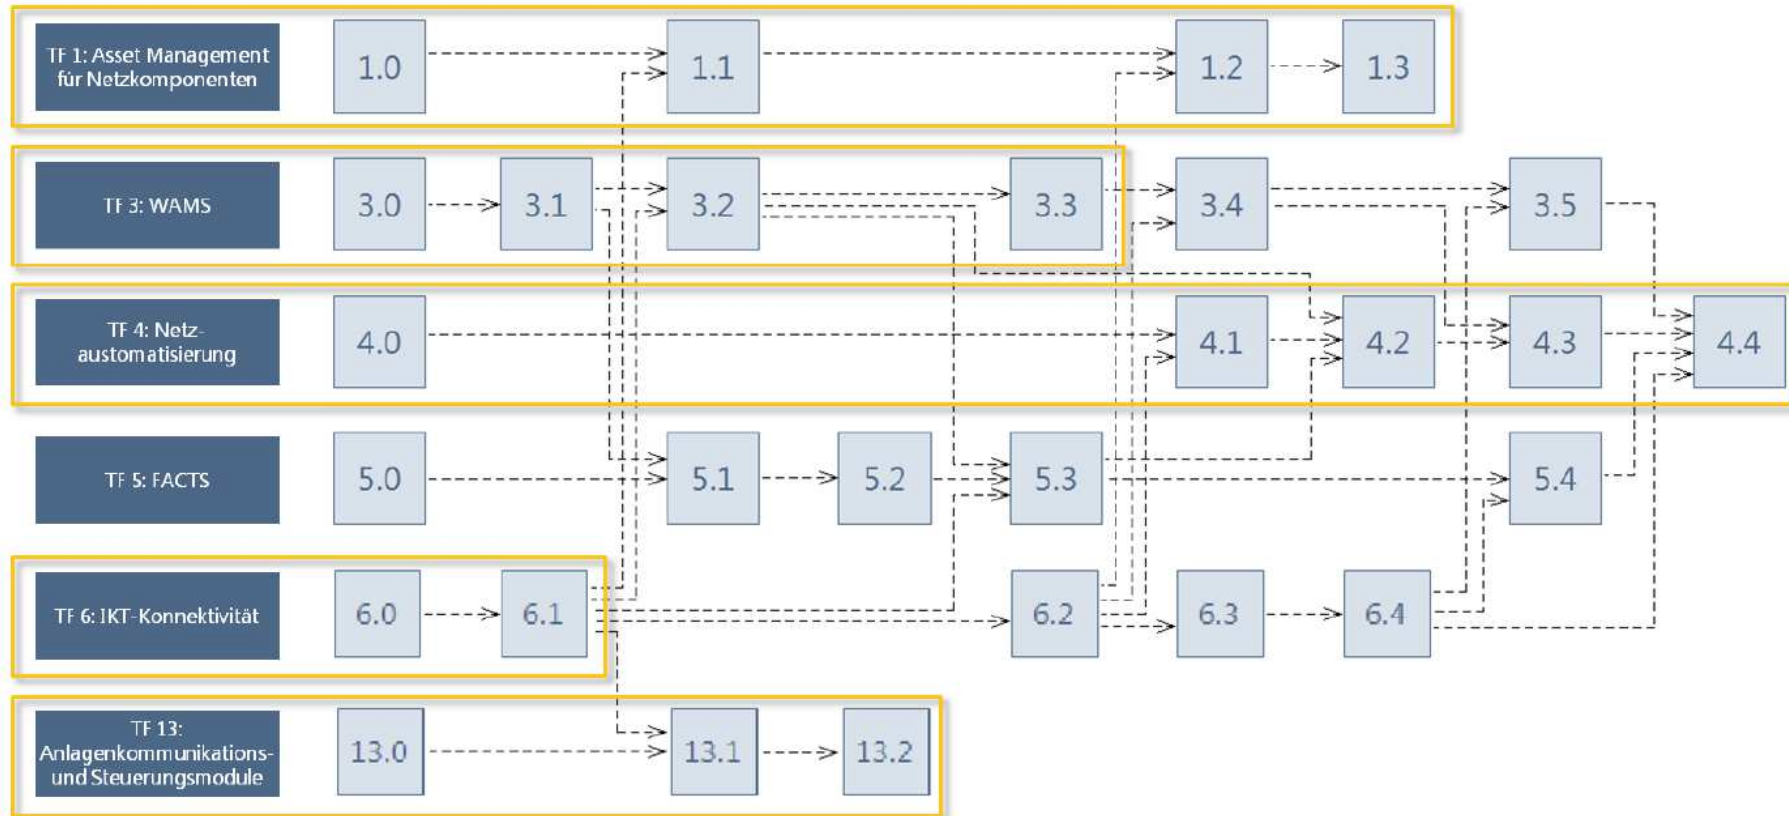 TF 1: Asset Management
für Netzkomponenten
1.0
1.1
1.2
1.3
TF 3: WAMS
3.0
3.1
3.2
3.3
3.4
3.5
TF 4: Netz-
austomatisierung
4.0
4.1
4.2
4.3
4.4
TF 5: FACTS
5.0
5.1
5.2
5.3
5.4
TF 6: IKT-Konnektivität
6.0
6.1
6.2
6.3
6.4
TF 13:
Anlagenkommunikations-
und Steuerungsmodule
13.0
13.1
13.2